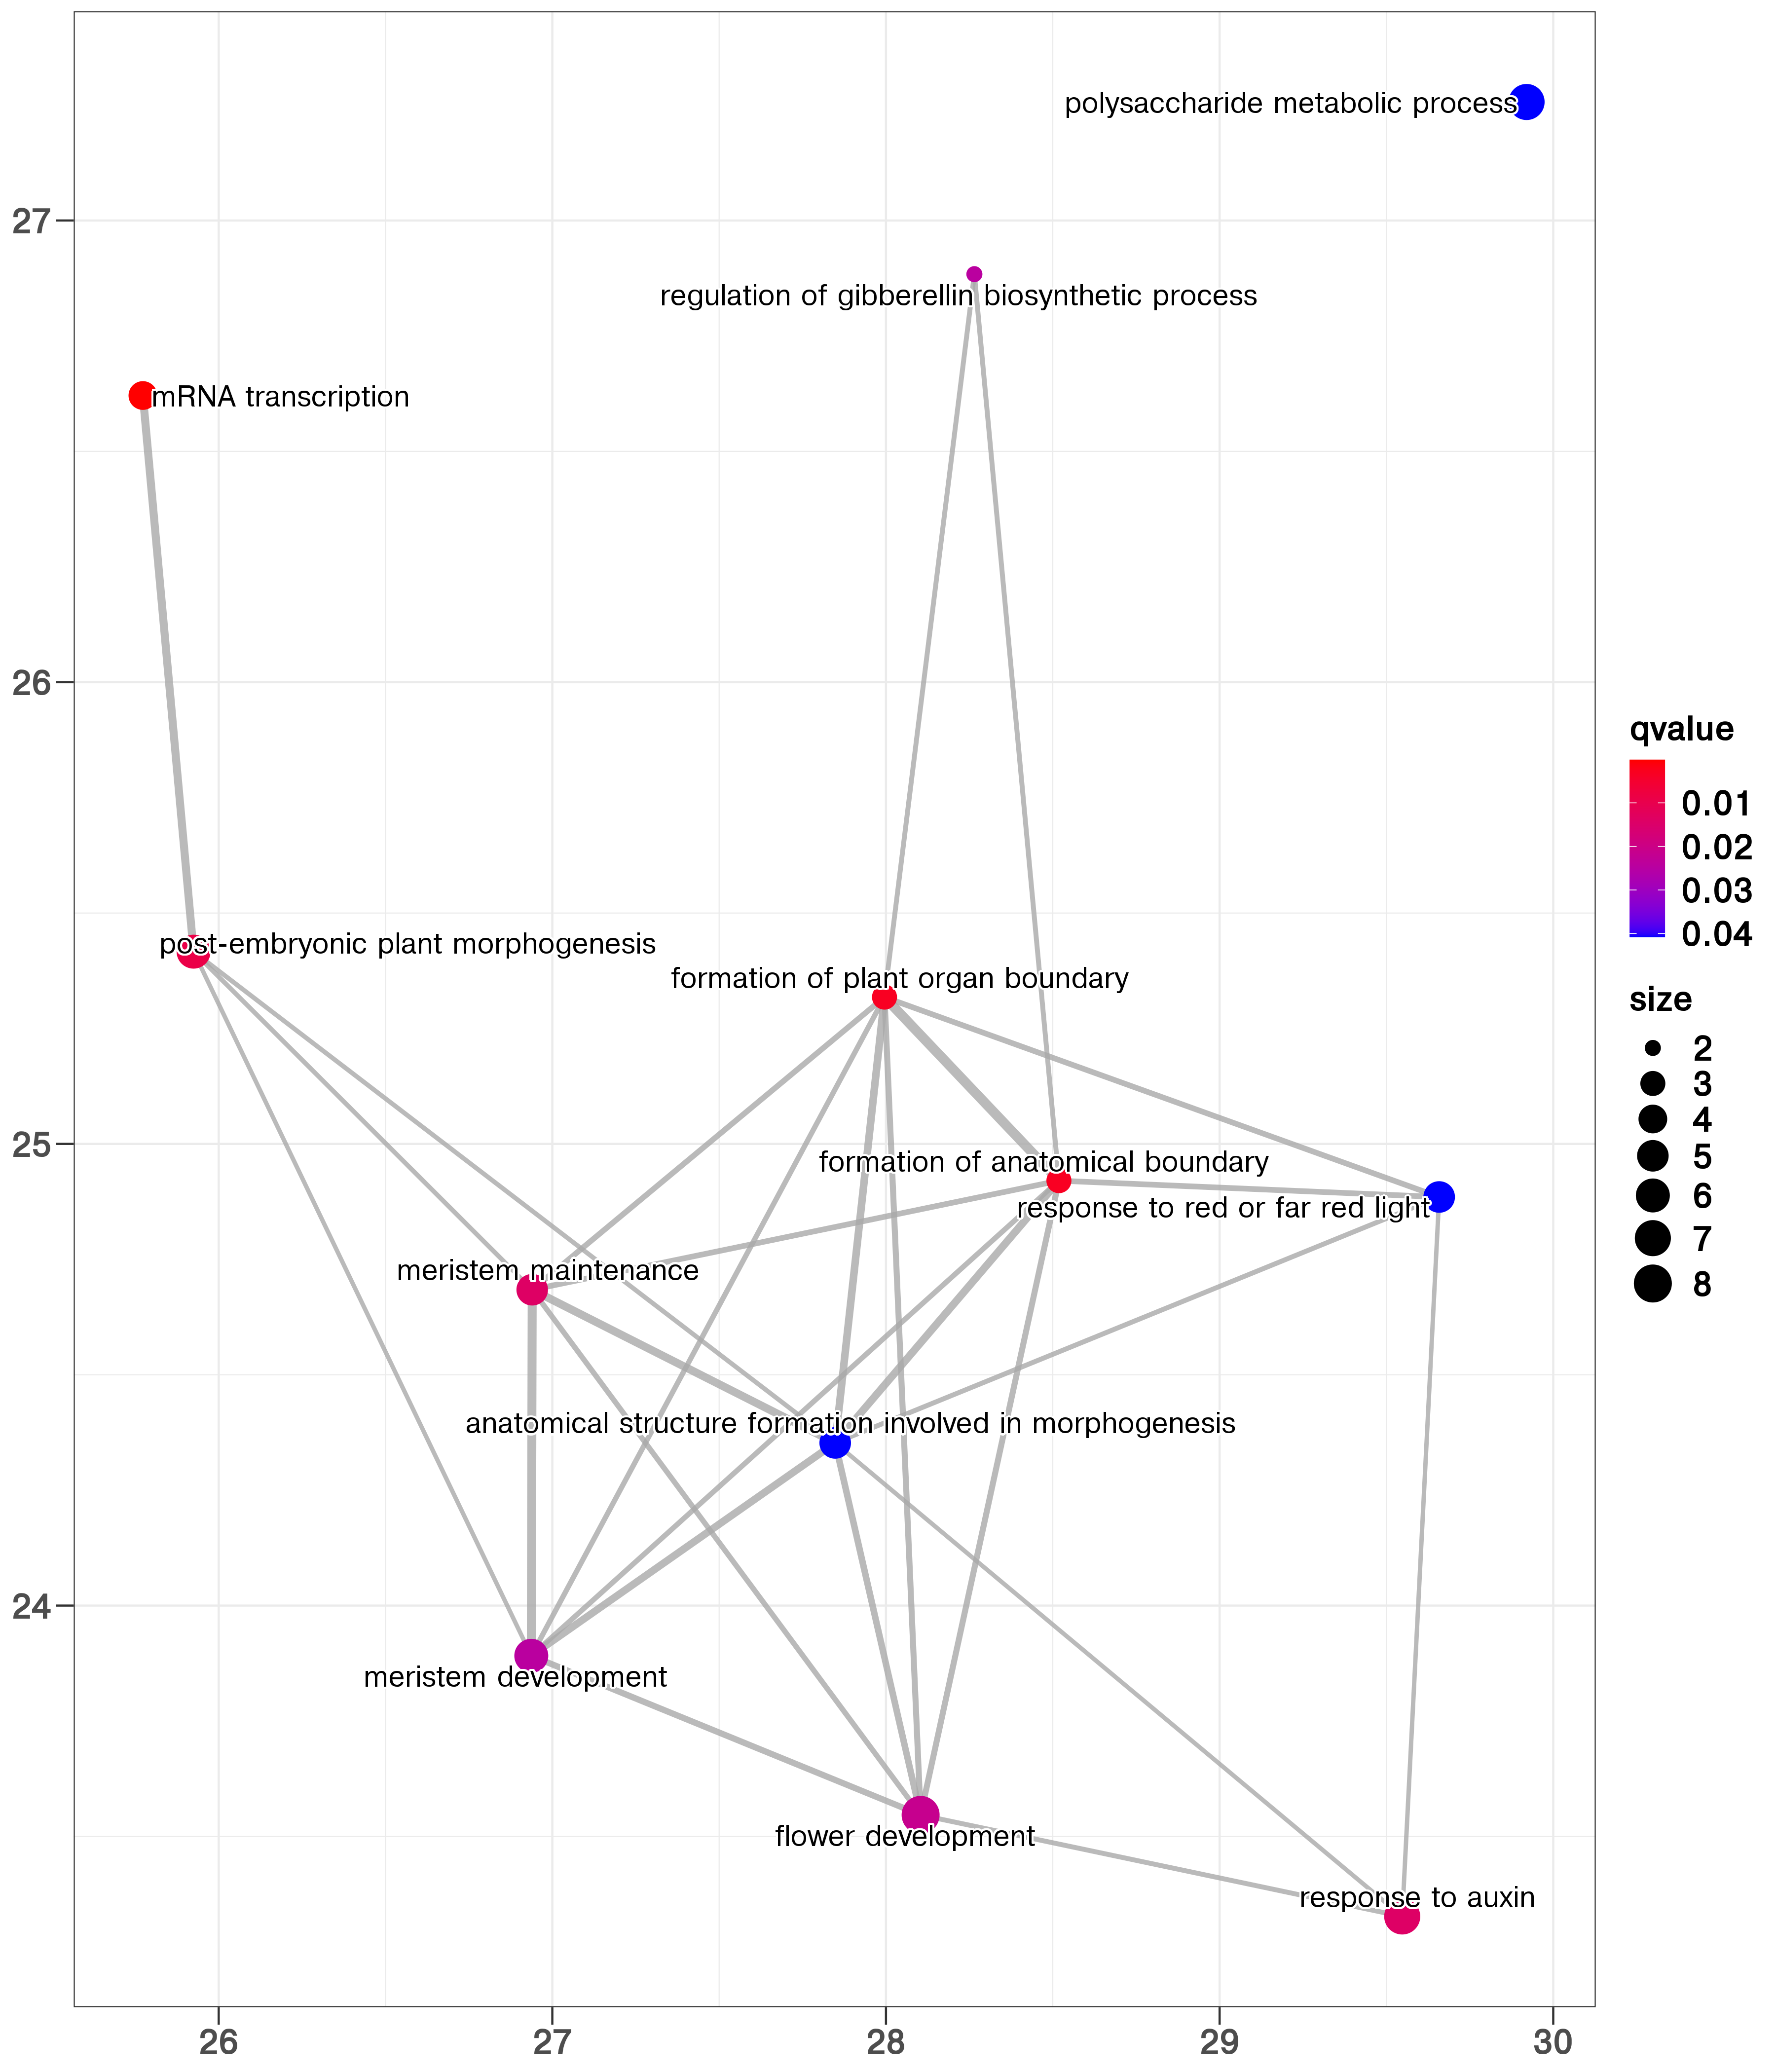 polysaccharide metabolic process
27
regulation of gibberellin biosynthetic process
mRNA transcription
26
qvalue
0.01
0.02
0.03
0.04
post-embryonic plant morphogenesis
formation of plant organ boundary
size
2
3
4
5
6
7
8
25
formation of anatomical boundary
response to red or far red light
meristem maintenance
anatomical structure formation involved in morphogenesis
24
meristem development
flower development
response to auxin
26
27
28
29
30